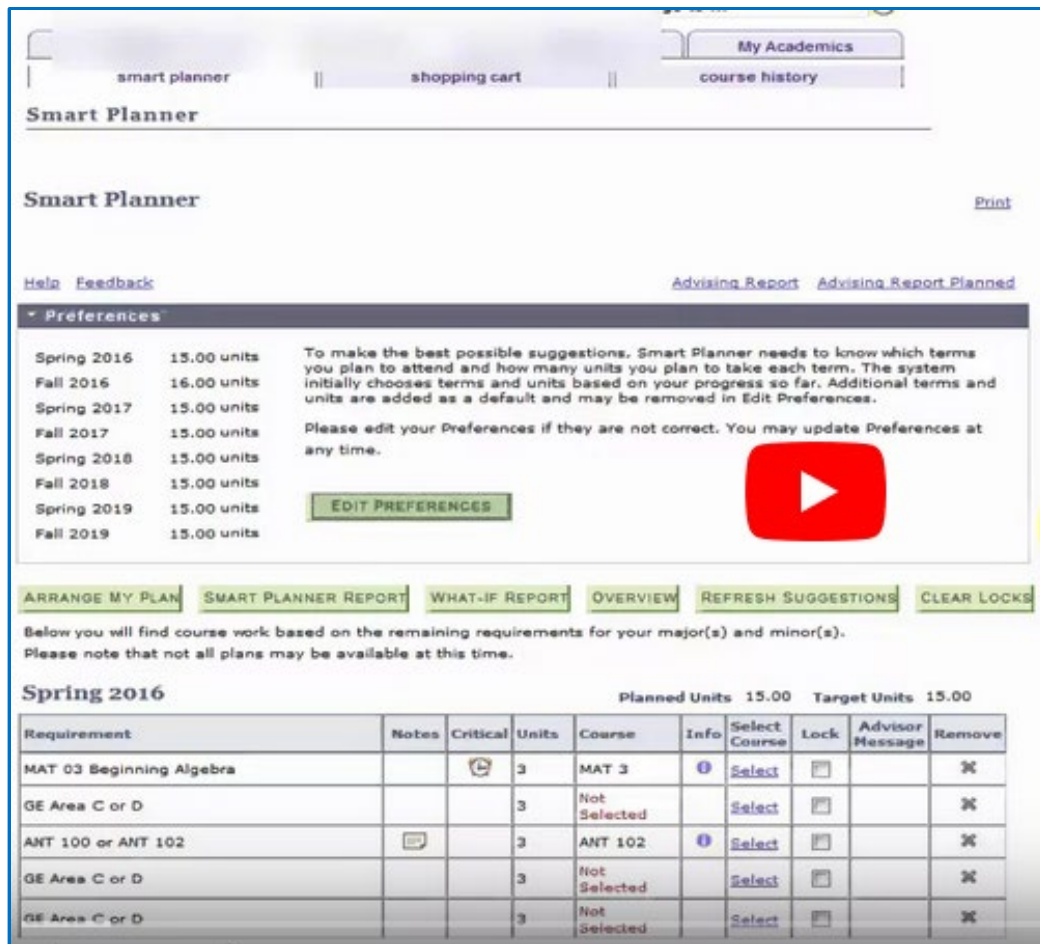 My Academics
smart planner || shopping cart || course history
Smart Planner
Smart Planner
Print
Help Feedback Advising Report Advising Report Planned
Preferences
Spring 2016 15.00 units
Fall 2016 16.00 units
Spring 2017 15.00 units
Fall 2017 15.00 units
Spring 2018 15.00 units
Fall 2018 15.00 units
Spring 2019 15.00 units
Fall 2019 15.00 units
To make the best possible suggestions, Smart Planner needs to know which terms
you plan to attend and how many units you plan to take each term. The system
initially chooses terms and units based on your progress so far. Additional terms and
units are added as a default and may be removed in Edit Preferences.
Please edit your Preferences if they are not correct. You may update Preferences at
any time.
EDIT PREFERENCES
ARRANGE MY PLAN SMART PLANNER REPORT WHAT-IF REPORT OVERVIEW REFRESH SUGGESTIONS CLEAR LOCKS
Below you will find course work based on the remaining requirements for your major(s) and minor(s).
Please note that not all plans may be available at this time.
Spring 2016 Planned Units 15.00 Target Units 15.00
Requirement Notes Critical Units Course Info Select Course Lock Advisor Message Remove
MAT 03 Beginning Algebra 3 MAT 3 Select
GE Area C or D 3 Not Selected Select
ANT 100 or ANT 102 3 ANT 102 Select
GE Area C or D 3 Not Selected Select
GE Area C or D 3 Not Selected Select